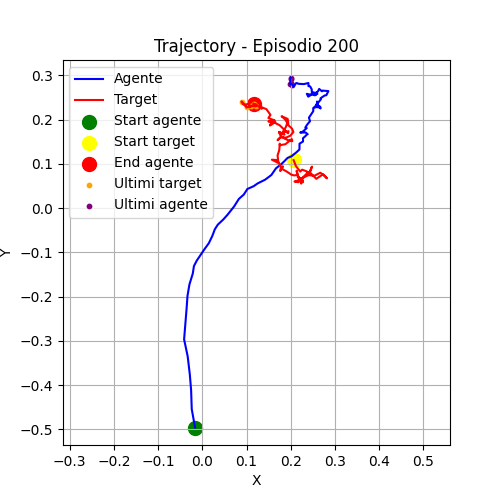 Trajectory - Episodio 200
Agente
Target
Start agente
Start target
End agente
Ultimi target
Ultimi agente
0.3
0.2
0.1
0.0
−0.1
−0.2
−0.3
−0.4
−0.5
Y
−0.3 −0.2 −0.1 0.0 0.1 0.2 0.3 0.4 0.5
X